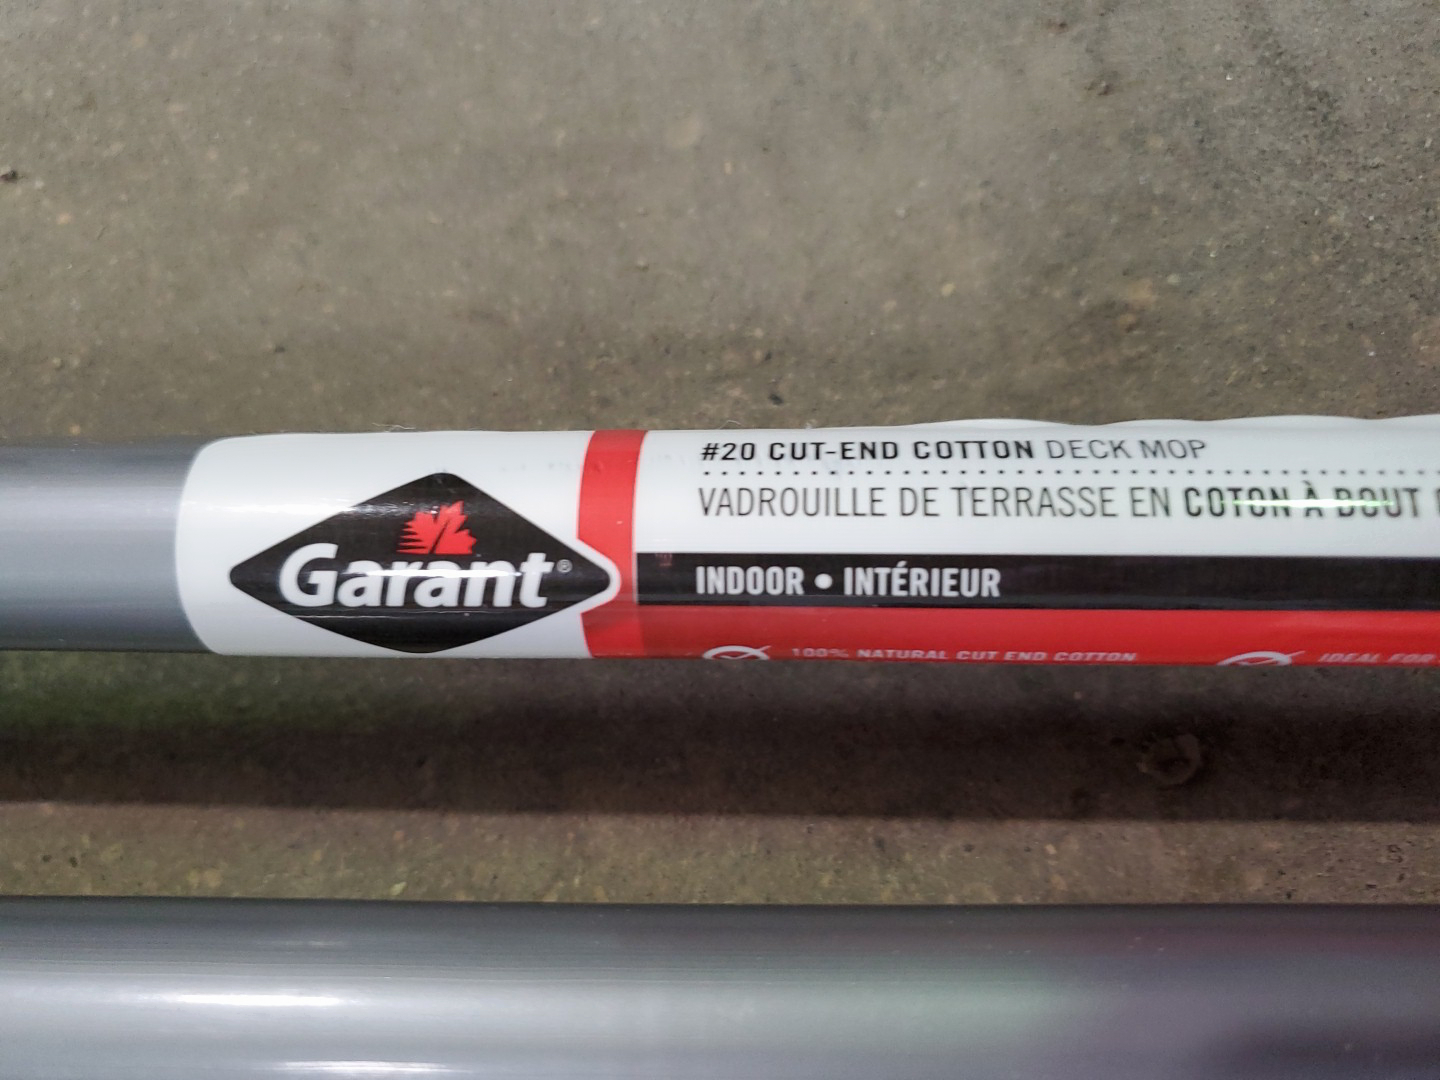 Garant®
#20 CUT-END COTTON DECK MOP
VADROUILLE DE TERRASSE EN COTON À BOUT
INDOOR • INTÉRIEUR
100% NATURAL CUT END COTTON
IDEAL FOR